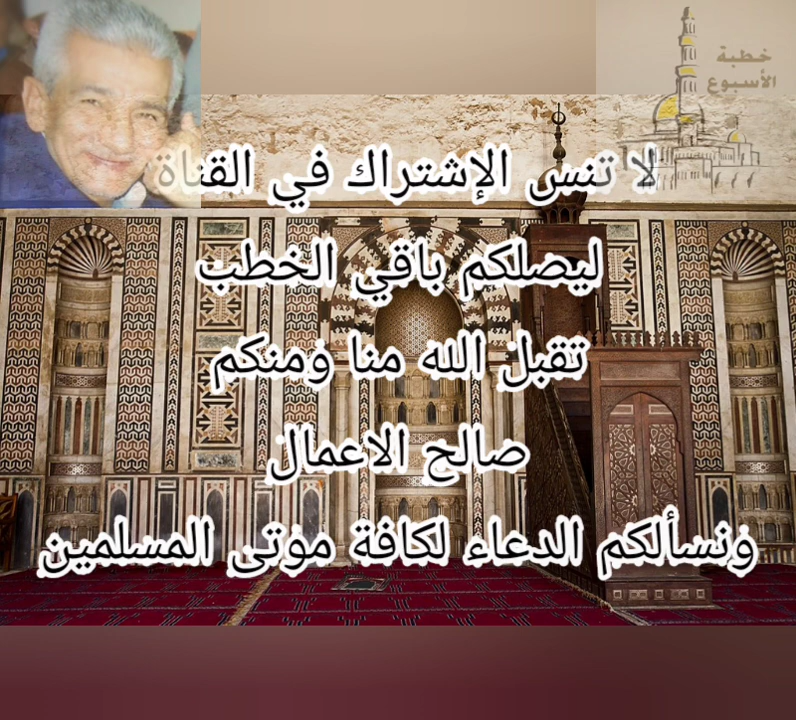 خطبة
الأسبوع
لا تنس الإشتراك في القناة
ليصلكم باقي الخطب
تقبل الله منا ومنكم
صالح الاعمال
ونسألكم الدعاء لكافة موتى المسلمين